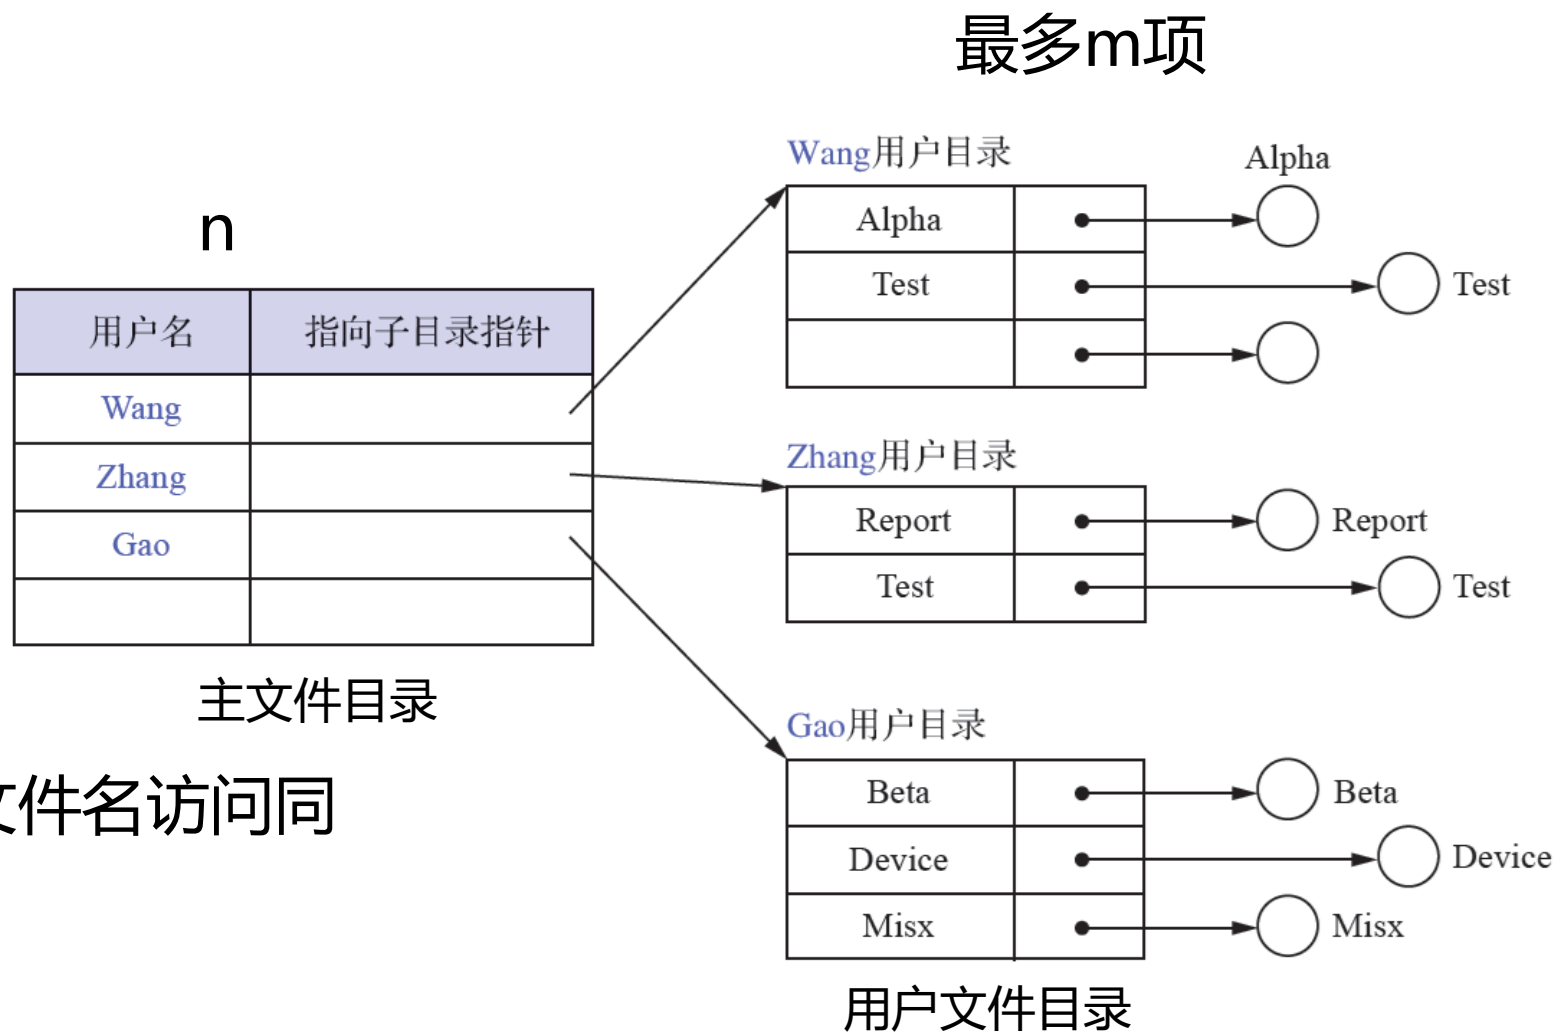 最多m项
n
用户名 指向子目录指针
Wang
Zhang
Gao
主文件目录
文件名访问同
Wang用户目录
Alpha
Alpha
Test
Test
Zhang用户目录
Report
Report
Test
Test
Gao用户目录
Beta
Beta
Device
Device
Misx
Misx
用户文件目录